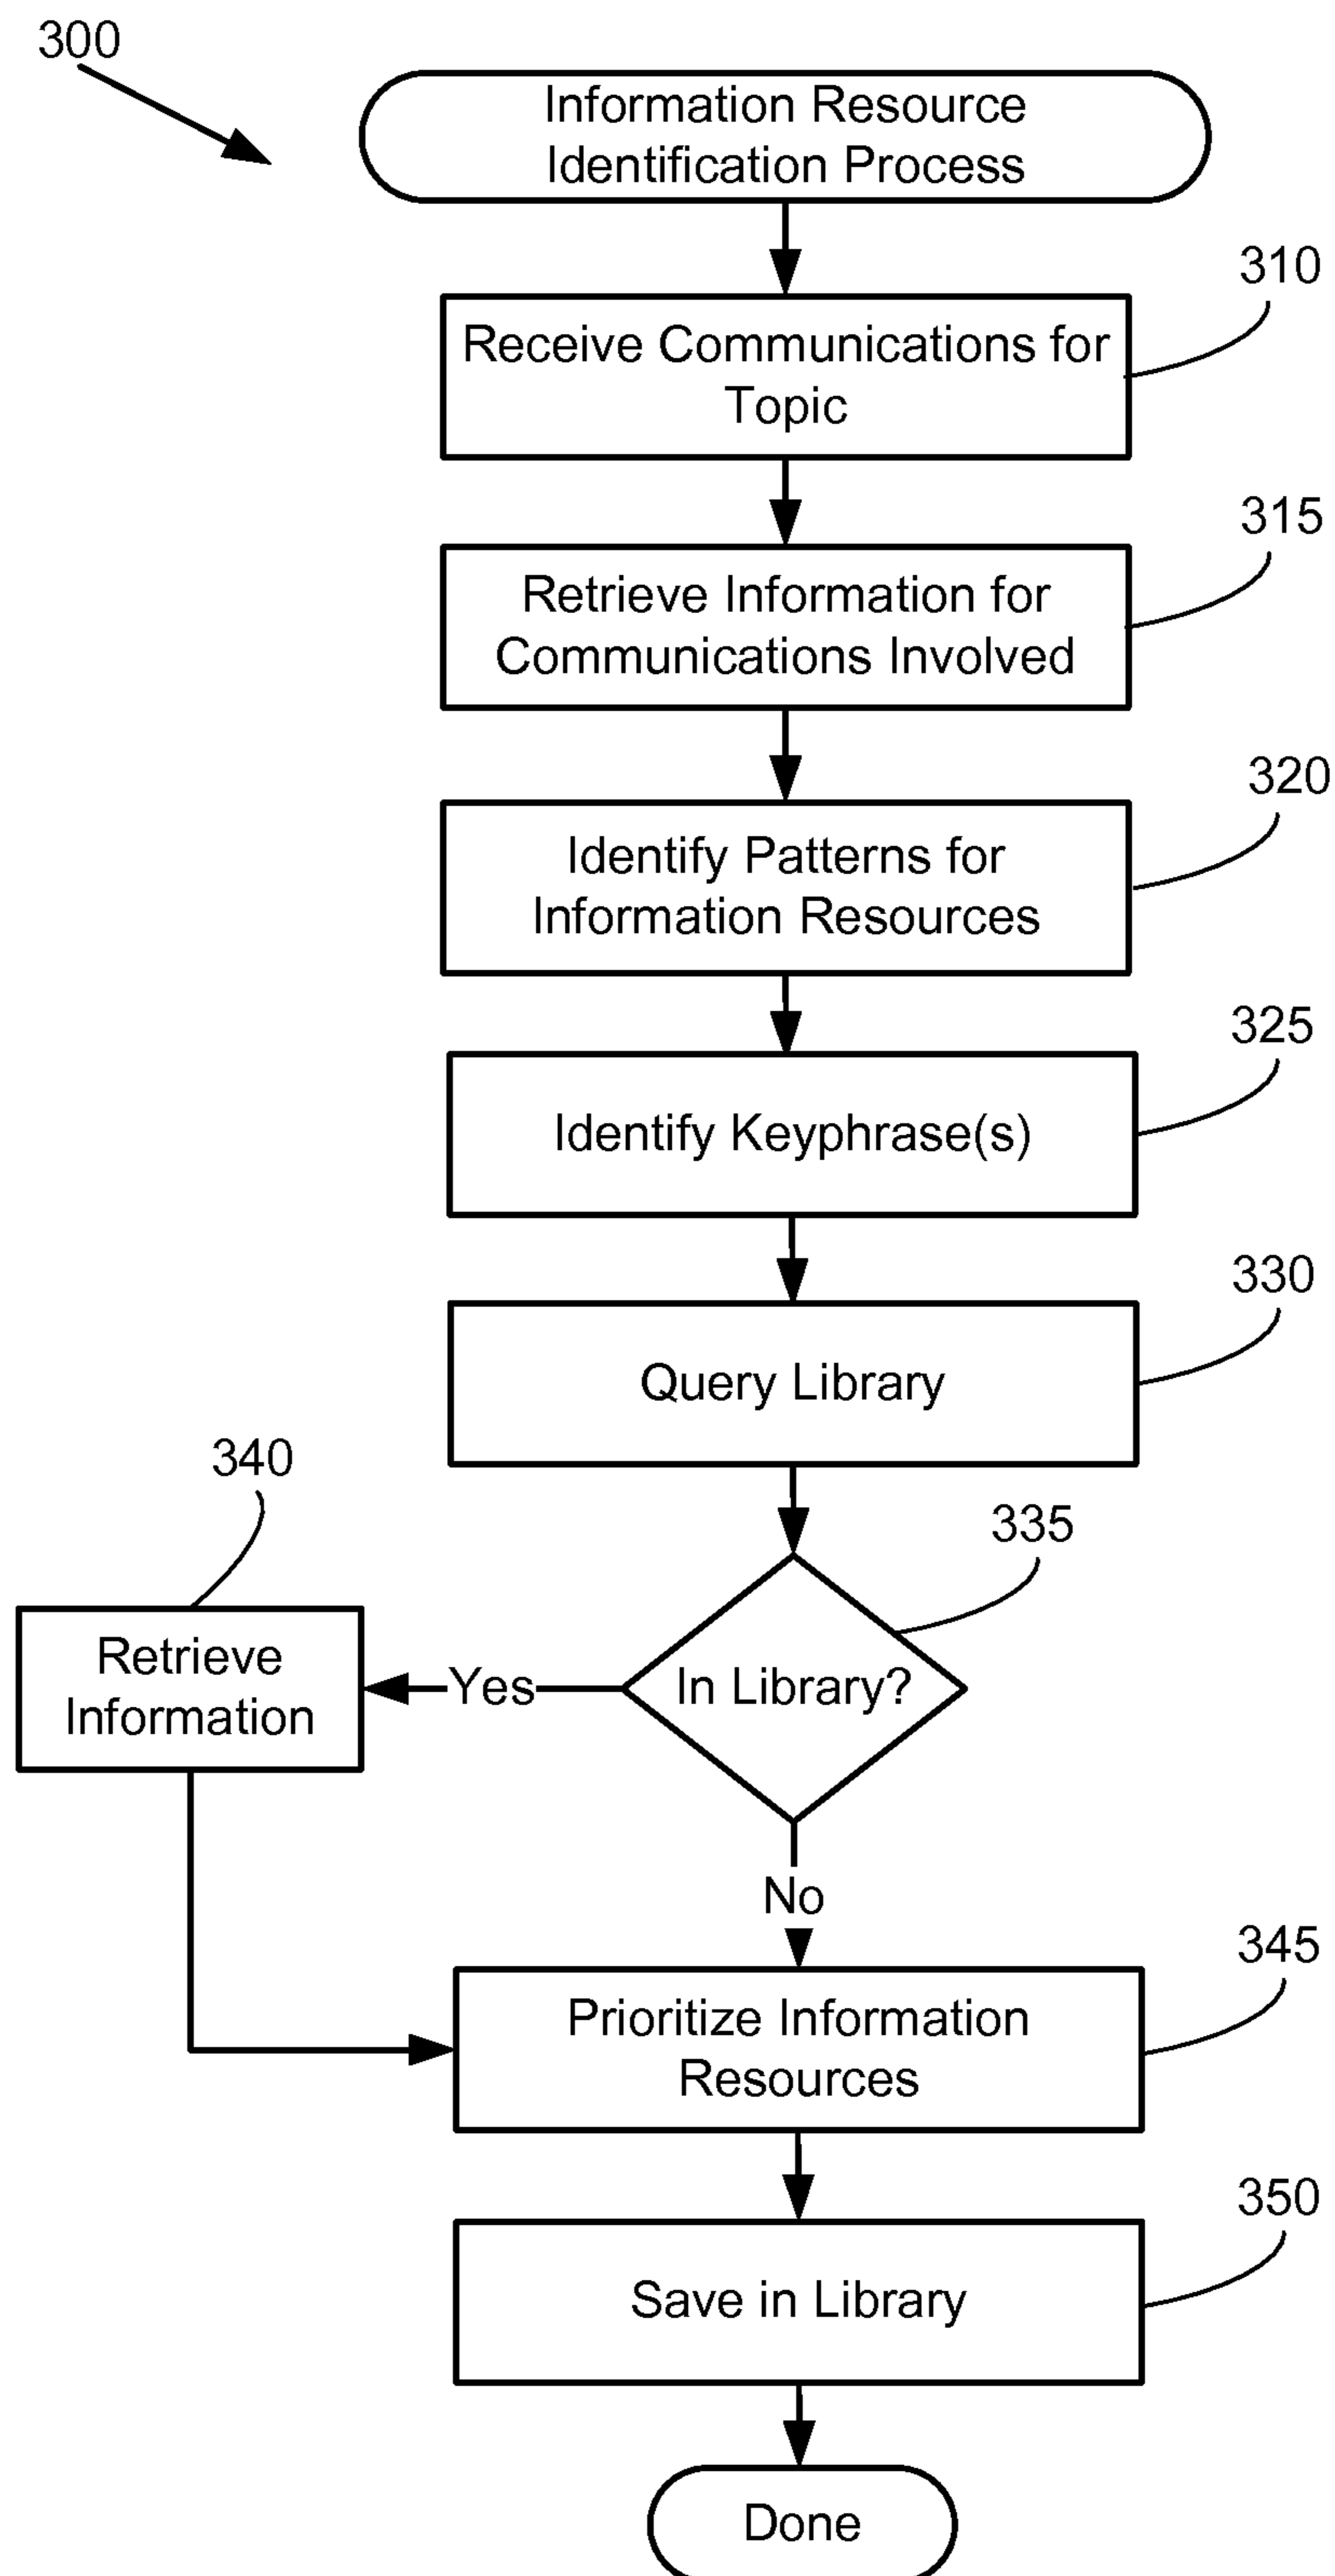 300
Information Resource
Identification Process
310
Receive Communications for
Topic
315
Retrieve Information for
Communications Involved
320
Identify Patterns for
Information Resources
325
Identify Keyphrase(s)
330
Query Library
340
335
Retrieve
Information
Yes
In Library?
No
345
Prioritize Information
Resources
350
Save in Library
Done